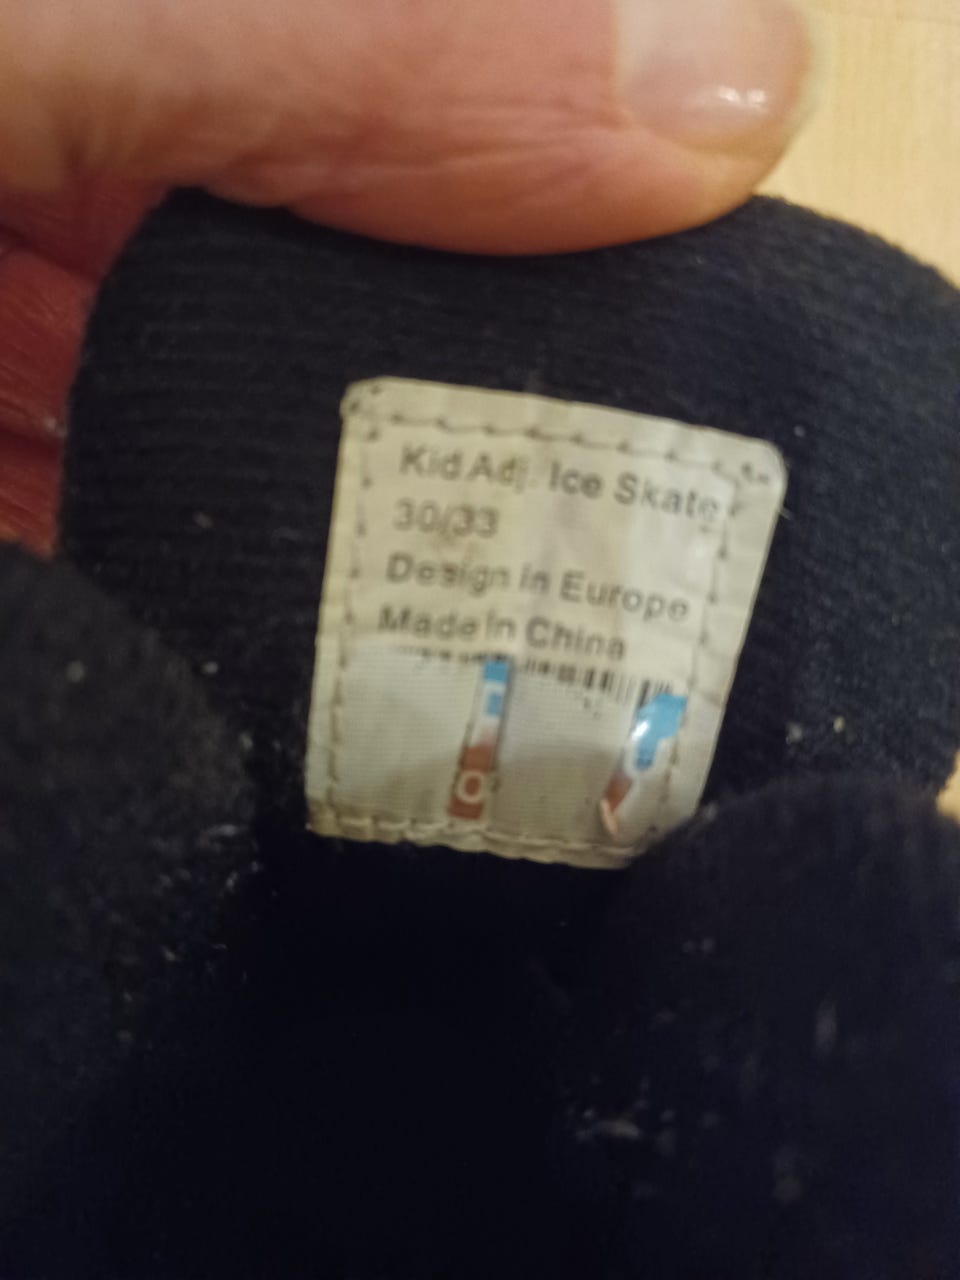 Kid Adj. Ice Skate
30/33
Design in Europe
Made in China